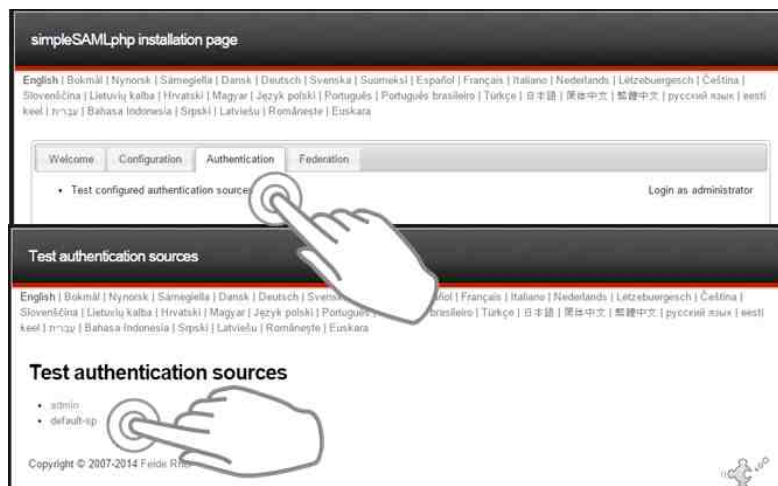 simpleSAMLphp installation page
English | Bokmål | Nynorsk | Sámegiella | Dansk | Deutsch | Svenska | Suomeksi | Español | Français | Italiano | Nederlands | Lëtzebuergesch | Čeština |
Slovenščina | Lietuvių kalba | Hrvatski | Magyar | Język polski | Português | Português brasileiro | Türkçe | 日本語 | 简体中文 | 繁體中文 | русский язык | eesti
keel | עברית | Bahasa Indonesia | Srpski | Latviešu | Românește | Euskara
Welcome Configuration Authentication Federation
• Test configured authentication sources Login as administrator
Test authentication sources
English | Bokmål | Nynorsk | Sámegiella | Dansk | Deutsch | | Français | Italiano | Nederlands | Lëtzebuergesch | Čeština |
Slovenščina | Lietuvių kalba | Hrvatski | Magyar | Język polski | brasileiro | Türkçe | 日本語 | 简体中文 | 繁體中文 | русский язык | eesti
keel | עברית | Bahasa Indonesia | Srpski | Latviešu | Românește | Euskara
Test authentication sources
• admin
• default-sp
Copyright © 2007-2014 Feide